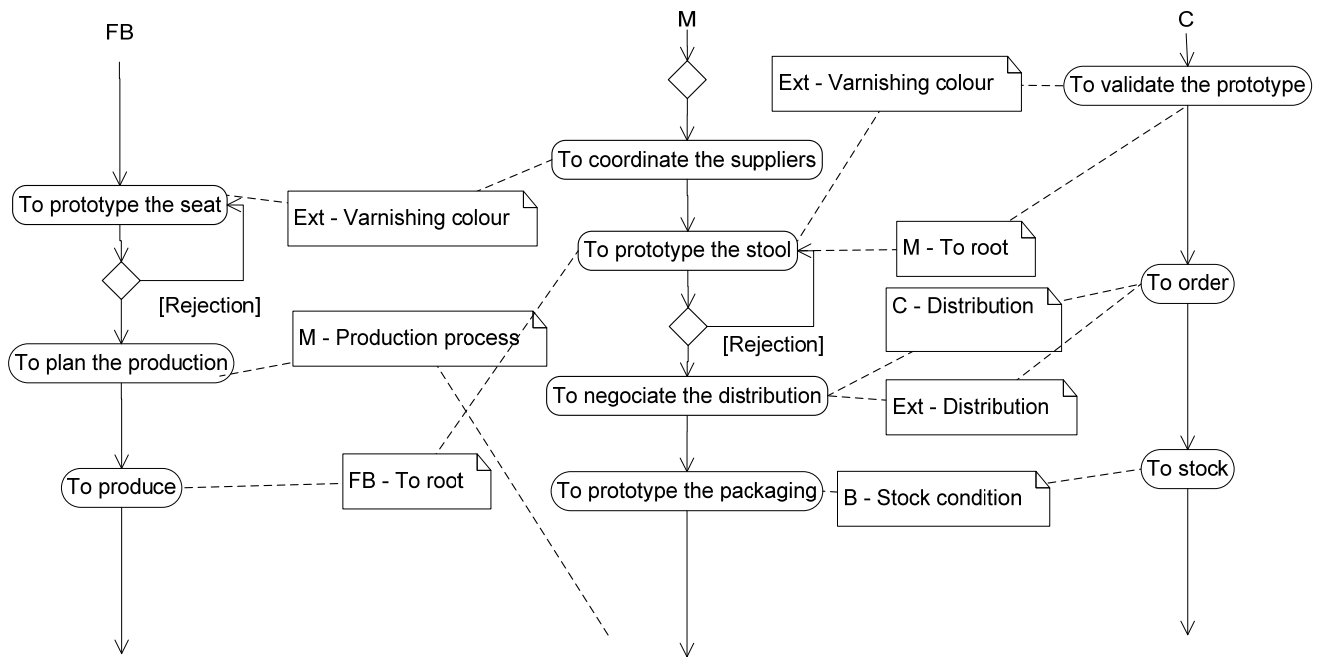 FB
M
C
Ext - Varnishing colour
To validate the prototype
To coordinate the suppliers
To prototype the seat
Ext - Varnishing colour
To prototype the stool
M - To root
To order
[Rejection]
C - Distribution
M - Production process
[Rejection]
To plan the production
To negociate the distribution
Ext - Distribution
To produce
FB - To root
To prototype the packaging
B - Stock condition
To stock